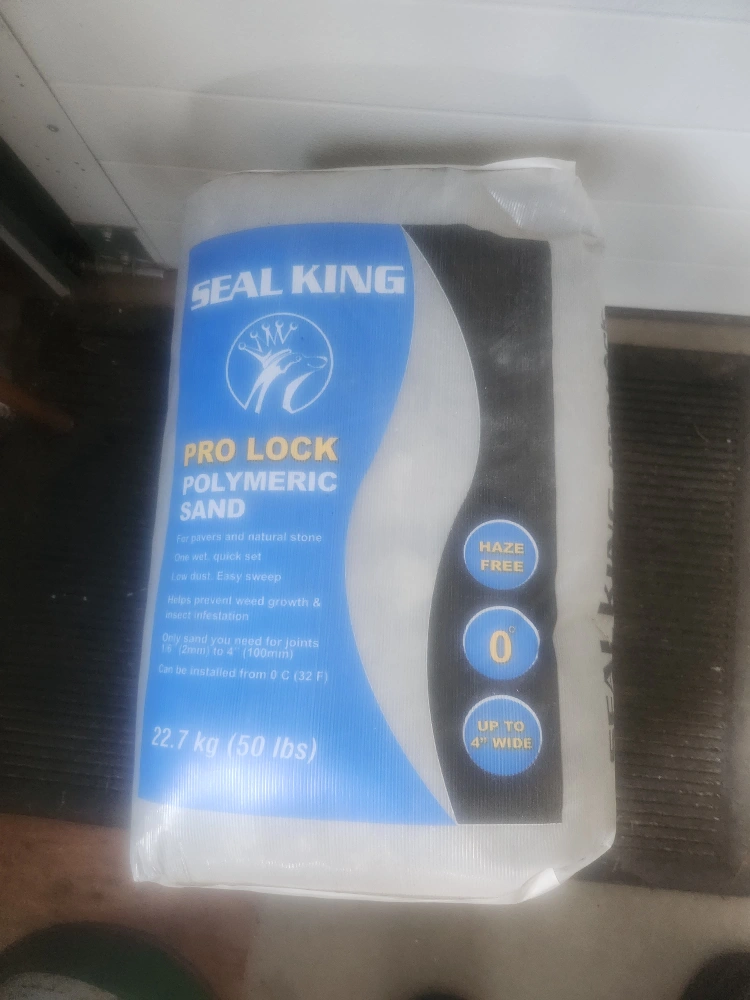 SEAL KING
PRO LOCK
POLYMERIC
SAND
For pavers and natural stone
One wet, quick set
Low dust. Easy sweep
Helps prevent weed growth &
insect infestation
Only sand you need for joints
(2mm) to 4" (100mm)
Can be installed from 0 C (32 F)
22.7 kg (50 lbs)
HAZE
FREE
0°
UP TO
4" WIDE
SEAL KING